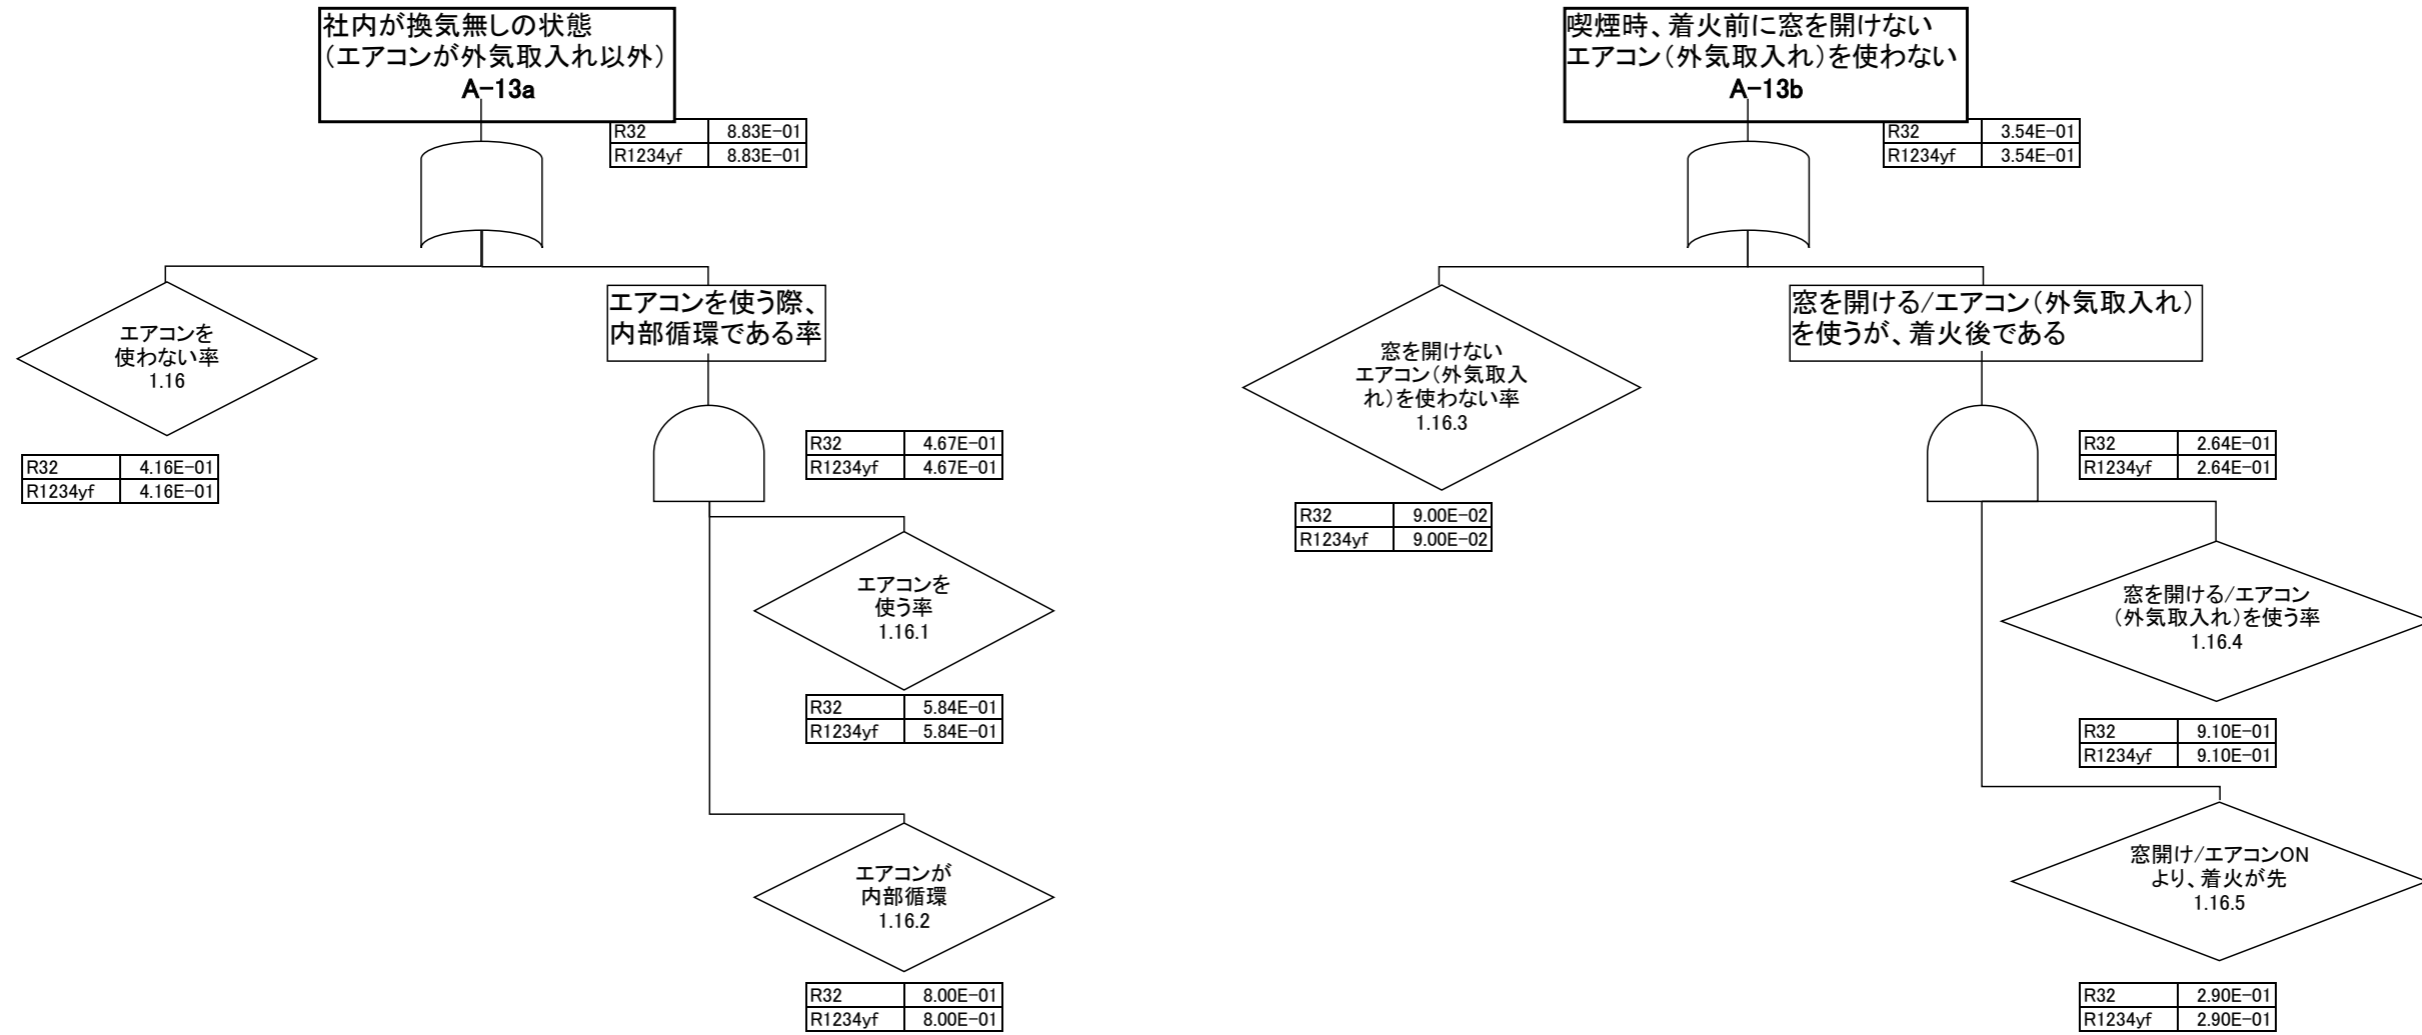 社内が換気無しの状態
（エアコンが外気取入れ以外）
A-13a
R32 8.83E-01
R1234yf 8.83E-01
エアコンを
使わない率
1.16
R32 4.16E-01
R1234yf 4.16E-01
エアコンを使う際、
内部循環である率
R32 4.67E-01
R1234yf 4.67E-01
エアコンを
使う率
1.16.1
R32 5.84E-01
R1234yf 5.84E-01
エアコンが
内部循環
1.16.2
R32 8.00E-01
R1234yf 8.00E-01
喫煙時、着火前に窓を開けない
エアコン（外気取入れ）を使わない
A-13b
R32 3.54E-01
R1234yf 3.54E-01
窓を開けない
エアコン（外気取入
れ）を使わない率
1.16.3
R32 9.00E-02
R1234yf 9.00E-02
窓を開ける/エアコン（外気取入れ）
を使うが、着火後である
R32 2.64E-01
R1234yf 2.64E-01
窓を開ける/エアコン
（外気取入れ）を使う率
1.16.4
R32 9.10E-01
R1234yf 9.10E-01
窓開け/エアコンON
より、着火が先
1.16.5
R32 2.90E-01
R1234yf 2.90E-01